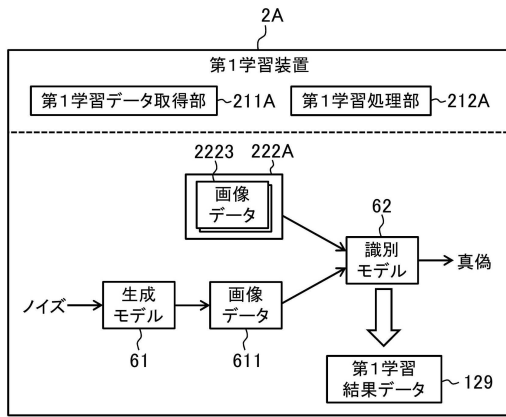 2A
第1学習装置
第1学習データ取得部
211A
第1学習処理部
212A
2223
222A
画像
データ
62
識別
モデル
真偽
ノイズ
生成
モデル
61
画像
データ
611
第1学習
結果データ
129